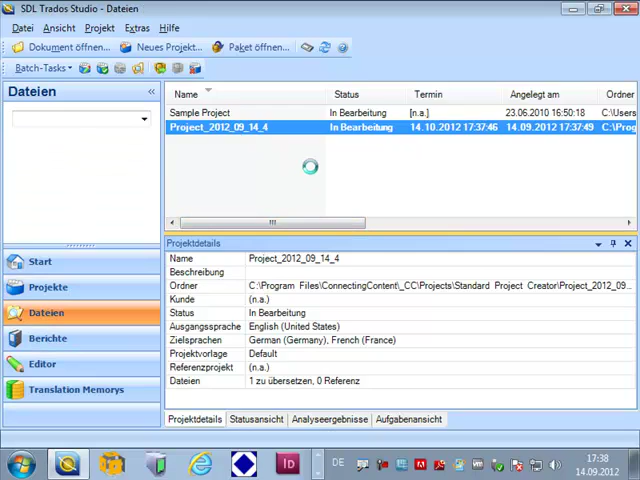 SDL Trados Studio - Dateien
Datei Ansicht Projekt Extras Hilfe
Dokument öffnen... Neues Projekt... Paket öffnen...
Batch-Tasks
Dateien
Name Status Termin Angelegt am Ordner
Sample Project In Bearbeitung [n.a.] 23.06.2010 16:50:18 C:\Users
Project_2012_09_14_4 In Bearbeitung 14.10.2012 17:37:46 14.09.2012 17:37:49 C:\Prog
Projektdetails
Name Project_2012_09_14_4
Beschreibung
Ordner C:\Program Files\ConnectingContent\_CC\Projects\Standard Project Creator\Project_2012_09...
Kunde (n.a.)
Status In Bearbeitung
Ausgangssprache English (United States)
Zielsprachen German (Germany), French (France)
Projektvorlage Default
Referenzprojekt (n.a.)
Dateien 1 zu übersetzen, 0 Referenz
Start
Projekte
Dateien
Berichte
Editor
Translation Memorys
Projektdetails Statusansicht Analyseergebnisse Aufgabenansicht
DE
17:38
14.09.2012